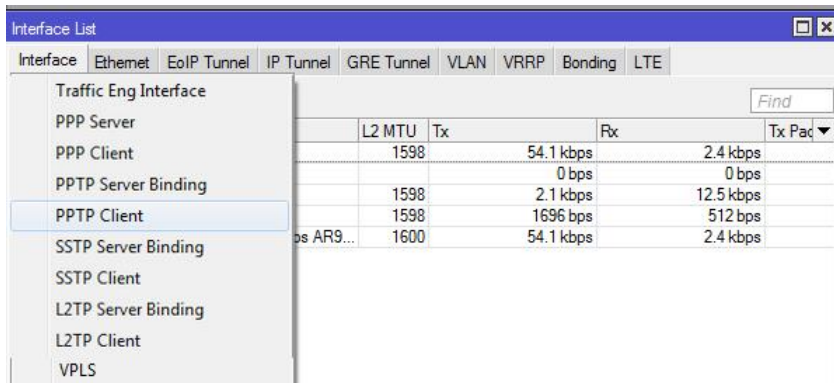 Interface List
Interface Ethernet EoIP Tunnel IP Tunnel GRE Tunnel VLAN VRRP Bonding LTE
Traffic Eng Interface
Find
PPP Server
L2 MTU Tx Rx Tx Pac
PPP Client 1598 54.1 kbps 2.4 kbps
0 bps 0 bps
PPTP Server Binding 1598 2.1 kbps 12.5 kbps
PPTP Client 1598 1696 bps 512 bps
SSTP Server Binding ps AR9... 1600 54.1 kbps 2.4 kbps
SSTP Client
L2TP Server Binding
L2TP Client
VPLS